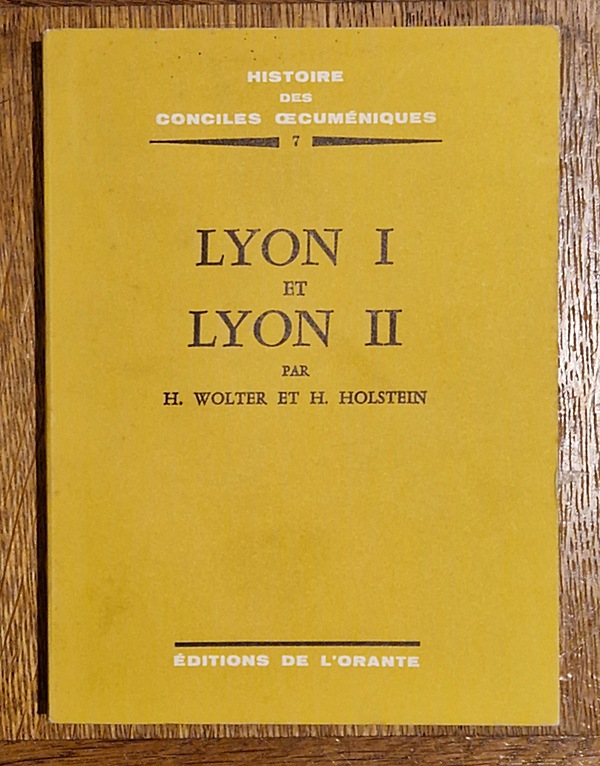 HISTOIRE
DES
CONCILES ŒCUMÉNIQUES
7
LYON I
ET
LYON II
PAR
H. WOLTER ET H. HOLSTEIN
ÉDITIONS DE L'ORANTE